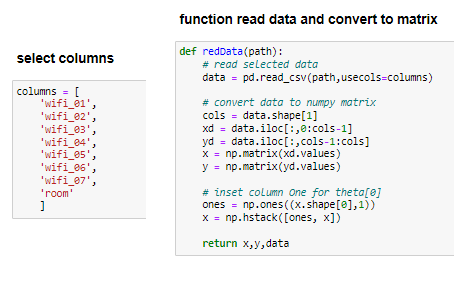 select columns
columns = [
'wifi_01',
'wifi_02',
'wifi_03',
'wifi_04',
'wifi_05',
'wifi_06',
'wifi_07',
'room'
]
function read data and convert to matrix
def redData(path):
# read selected data
data = pd.read_csv(path,usecols=columns)
# convert data to numpy matrix
cols = data.shape[1]
xd = data.iloc[:,0:cols-1]
yd = data.iloc[:,cols-1:cols]
x = np.matrix(xd.values)
y = np.matrix(yd.values)
# inset column One for theta[0]
ones = np.ones((x.shape[0],1))
x = np.hstack([ones, x])
return x,y,data